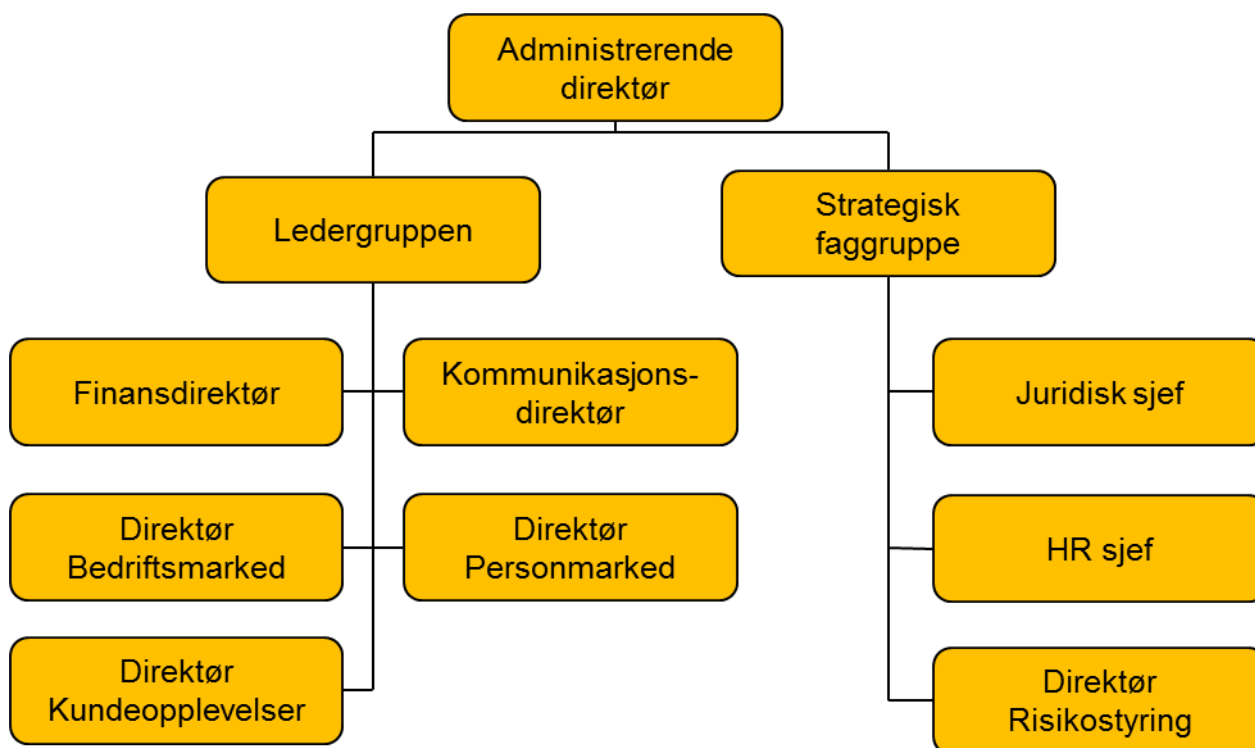 Administrerende
direktør
Ledergruppen
Strategisk
faggruppe
Finansdirektør
Kommunikasjons-
direktør
Juridisk sjef
Direktør
Bedriftsmarked
Direktør
Personmarked
HR sjef
Direktør
Kundeopplevelser
Direktør
Risikostyring